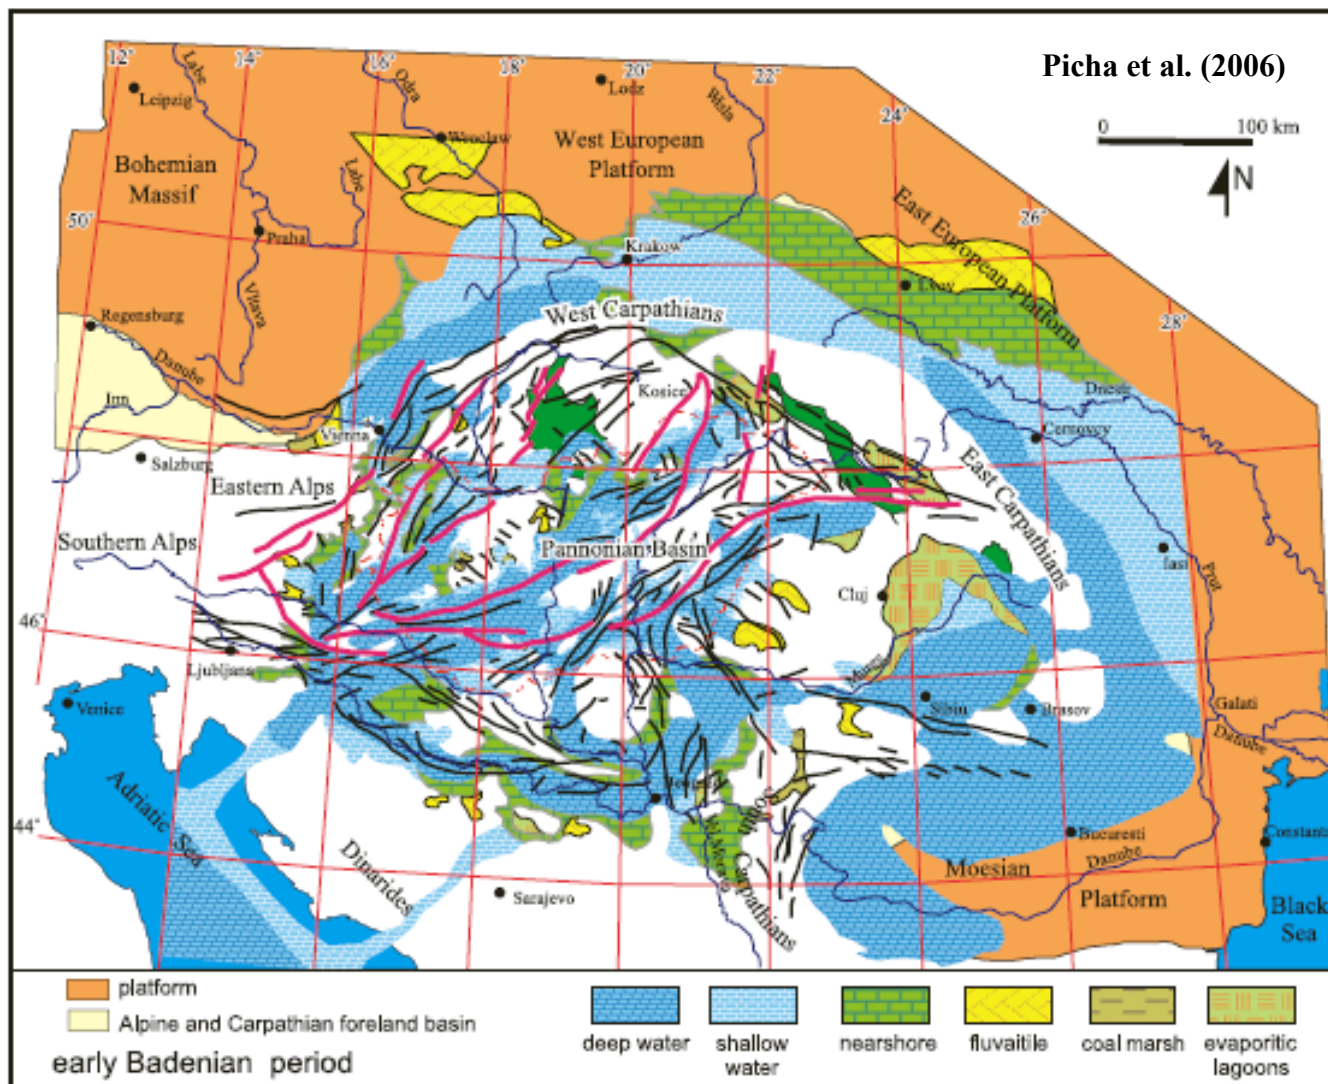 Picha et al. (2006)
0 100 km
N
12°
14°
16°
18°
20°
22°
24°
26°
28°
50°
46°
44°
Labe
Leipzig
Odra
Lodz
Wisla
Wroclaw
West European
Platform
Bohemian
Massif
Labe
Praha
Vltava
Krakow
East European Platform
Lvov
Regensburg
Danube
Inn
West Carpathians
Dnestr
Kosice
Vienna
Cernovcy
Salzburg
Eastern Alps
East Carpathians
Southern Alps
Pannonian Basin
Iasi
Prut
Cluj
Ljubljana
Mures
Venice
Sibiu
Brasov
Galati
Danube
Adriatic Sea
Dinarides
South Carpathians
Bucuresti
Constanta
Moesian
Platform
Danube
Sarajevo
Black
Sea
platform
Alpine and Carpathian foreland basin
early Badenian period
deep water
shallow
water
nearshore
fluvaitile
coal marsh
evaporitic
lagoons